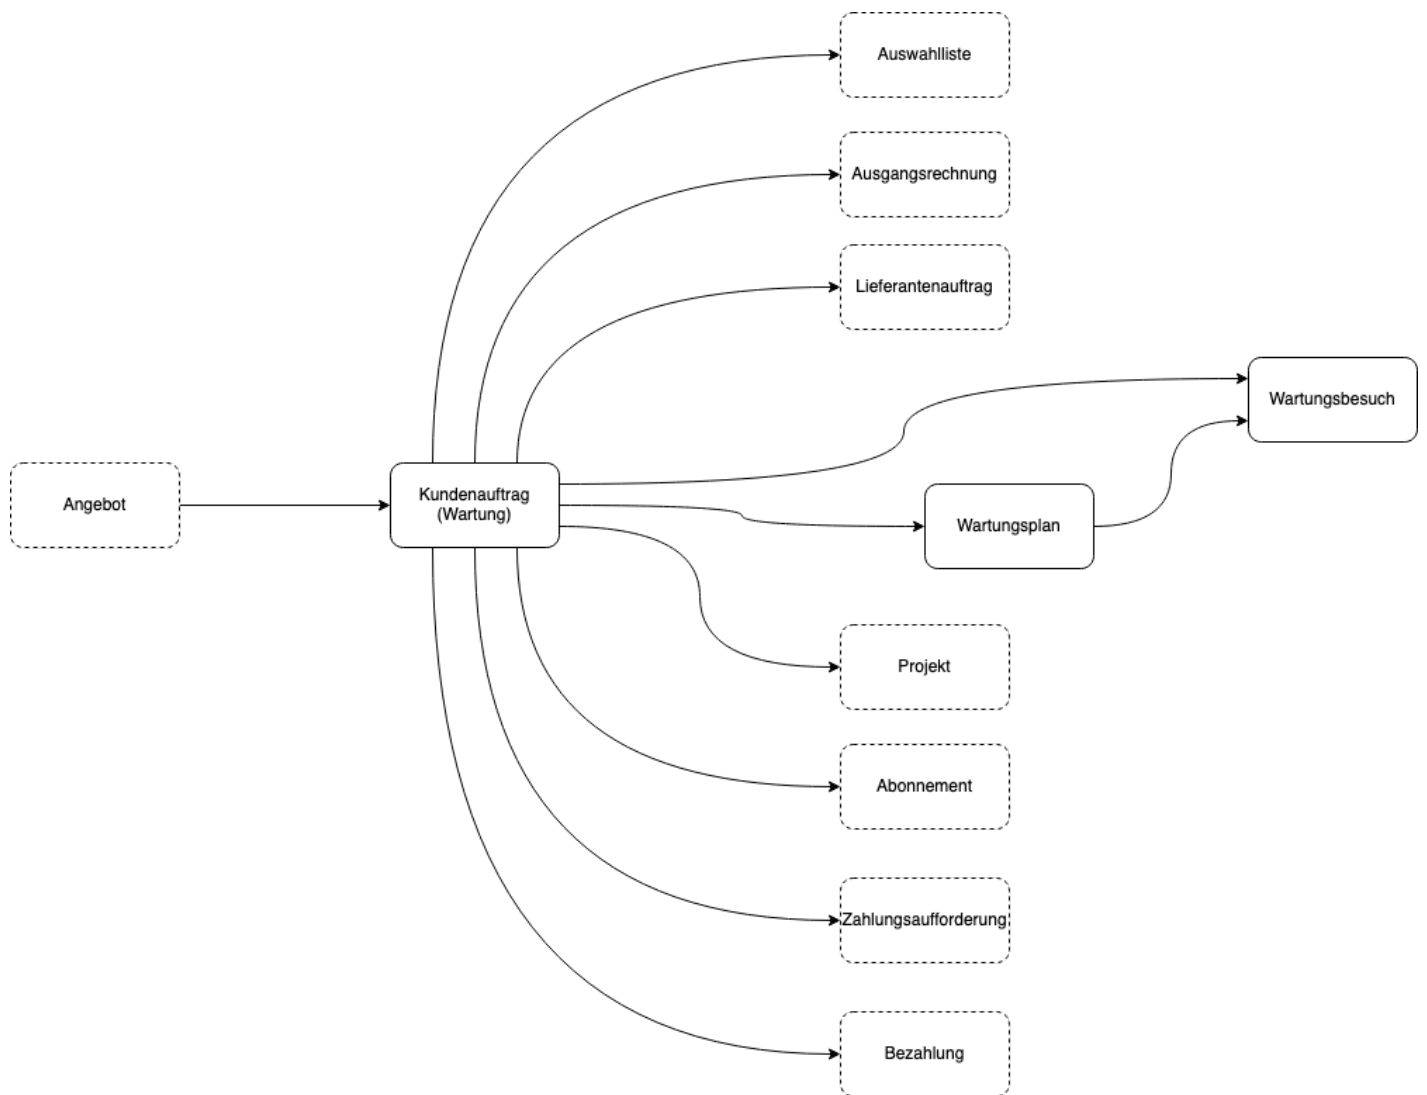 Auswahlliste
Ausgangsrechnung
Lieferantenauftrag
Wartungsbesuch
Angebot
Kundenauftrag
(Wartung)
Wartungsplan
Projekt
Abonnement
Zahlungsaufforderung
Bezahlung